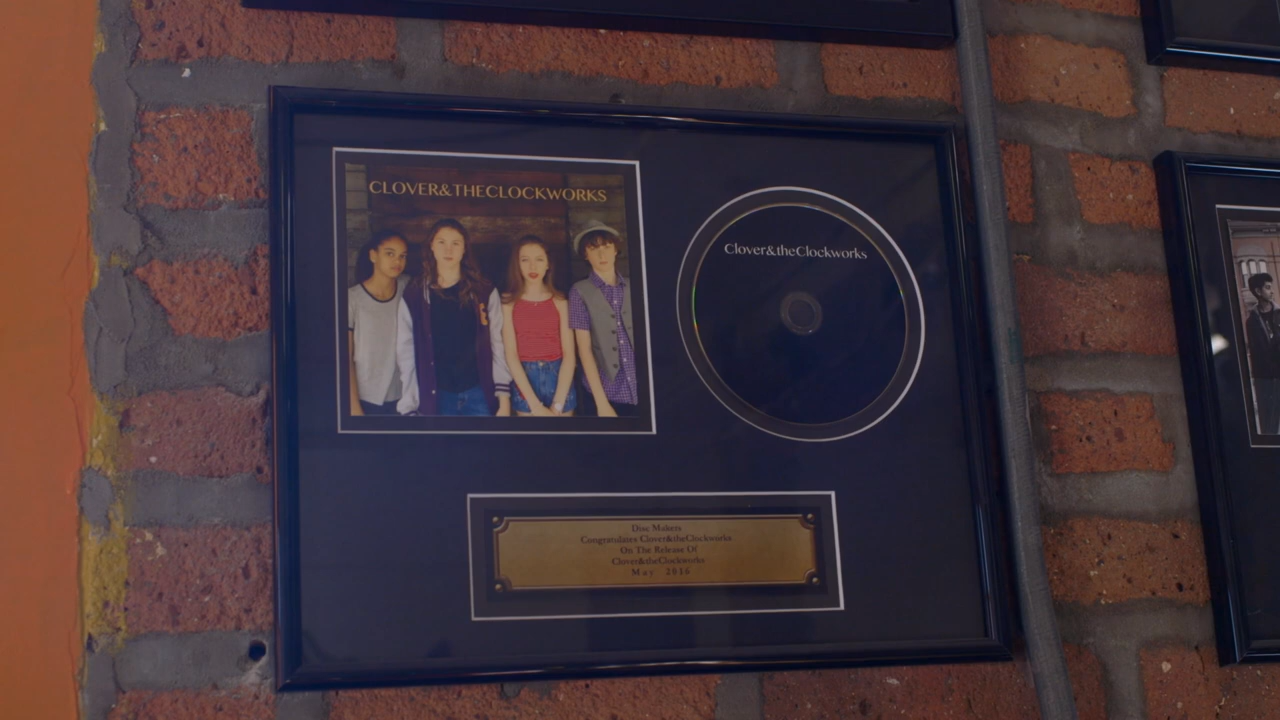 CLOVER&THECLOCKWORKS
Clover&theClockworks
Disc Makers
Congratulates Clover&theClockworks
On The Release Of
Clover&theClockworks
May 2016